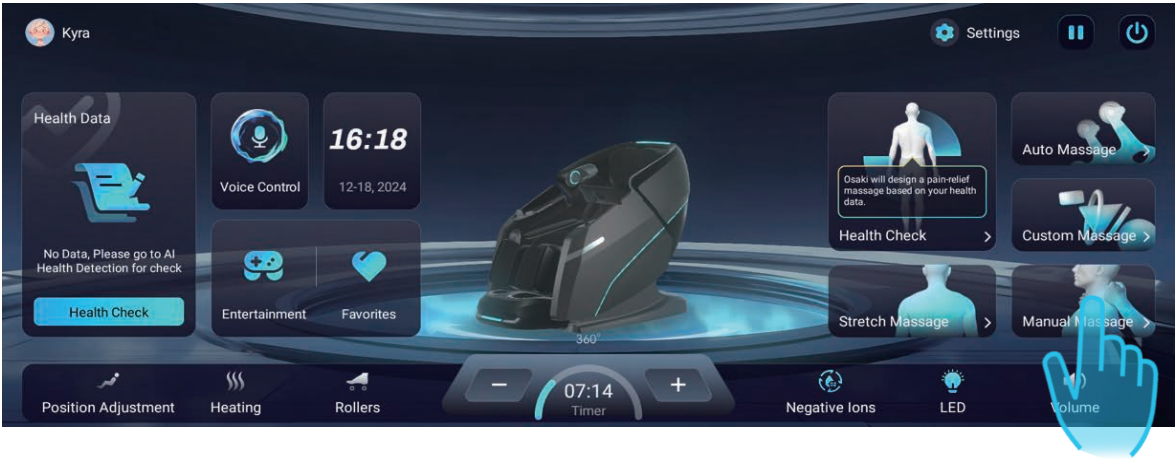 Kyra
Settings
Health Data
No Data, Please go to AI
Health Detection for check
Health Check
Voice Control
16:18
12-18, 2024
Entertainment
Favorites
360°
Osaki will design a pain-relief
massage based on your health
data.
Health Check
Auto Massage
Custom Massage
Stretch Massage
Manual Massage
Position Adjustment
Heating
Rollers
−
07:14
Timer
+
Negative Ions
LED
Volume